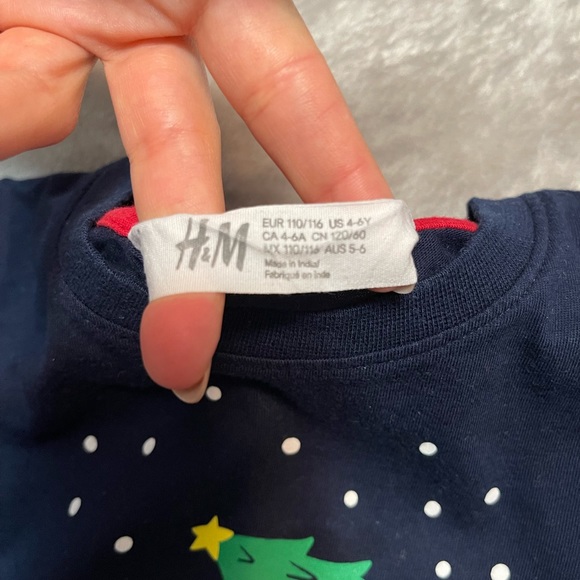 H&M
EUR 110/116 US 4-6Y
CA 4-6A CN 120/60
MX 110/116 AUS 5-6
Made in India/
Fabriqué en Inde